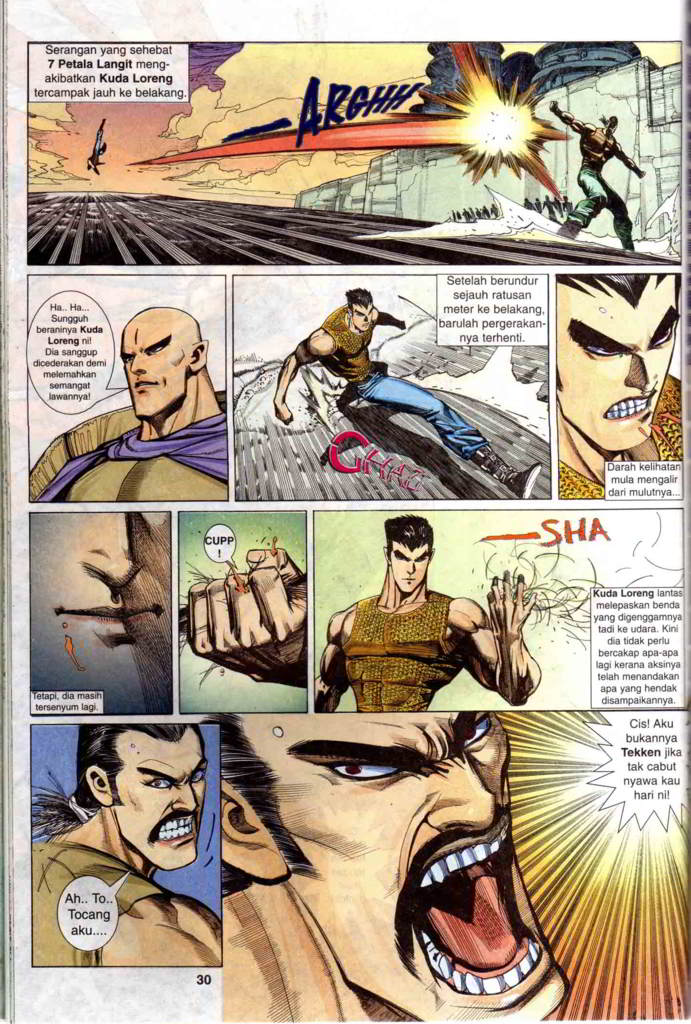 Serangan yang sehebat
7 Petala Langit meng-
akibatkan Kuda Loreng
tercampak jauh ke belakang.
ARGHH
Ha.. Ha...
Sungguh
beraninya Kuda
Loreng ni!
Dia sanggup
dicederakan demi
melemahkan
semangat
lawannya!
Setelah berundur
sejauh ratusan
meter ke belakang,
barulah pergerakan-
nya terhenti.
GHAZ
Darah kelihatan
mula mengalir
dari mulutnya...
Tetapi, dia masih
tersenyum lagi.
CUPP
!
SHA
Kuda Loreng lantas
melepaskan benda
yang digenggamnya
tadi ke udara. Kini
dia tidak perlu
bercakap apa-apa
lagi kerana aksinya
telah menandakan
apa yang hendak
disampaikannya.
Ah.. To..
Tocang
aku....
Cis! Aku
bukannya
Tekken jika
tak cabut
nyawa kau
hari ni!
30